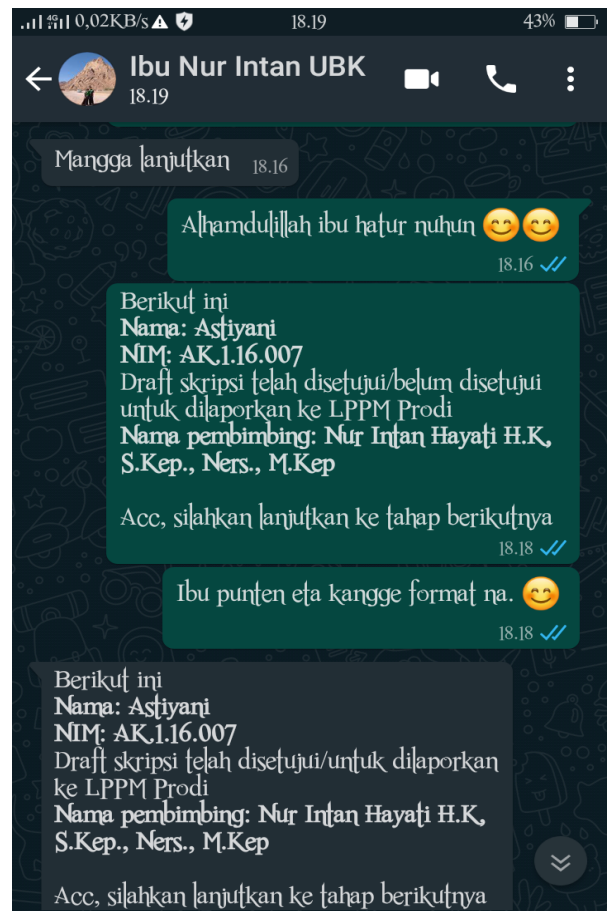 4G 0,02KB/s 18.19 43%
Ibu Nur Intan UBK
18.19
Mangga lanjutkan 18.16
Alhamdulillah ibu hatur nuhun 😊😊
18.16
Berikut ini
Nama: Astiyani
NIM: AK.1.16.007
Draft skripsi telah disetujui/belum disetujui
untuk dilaporkan ke LPPM Prodi
Nama pembimbing: Nur Intan Hayati H.K,
S.Kep., Ners., M.Kep
Acc, silahkan lanjutkan ke tahap berikutnya
18.18
Ibu punten eta kangge format na. 😊
18.18
Berikut ini
Nama: Astiyani
NIM: AK.1.16.007
Draft skripsi telah disetujui/untuk dilaporkan
ke LPPM Prodi
Nama pembimbing: Nur Intan Hayati H.K,
S.Kep., Ners., M.Kep
Acc, silahkan lanjutkan ke tahap berikutnya